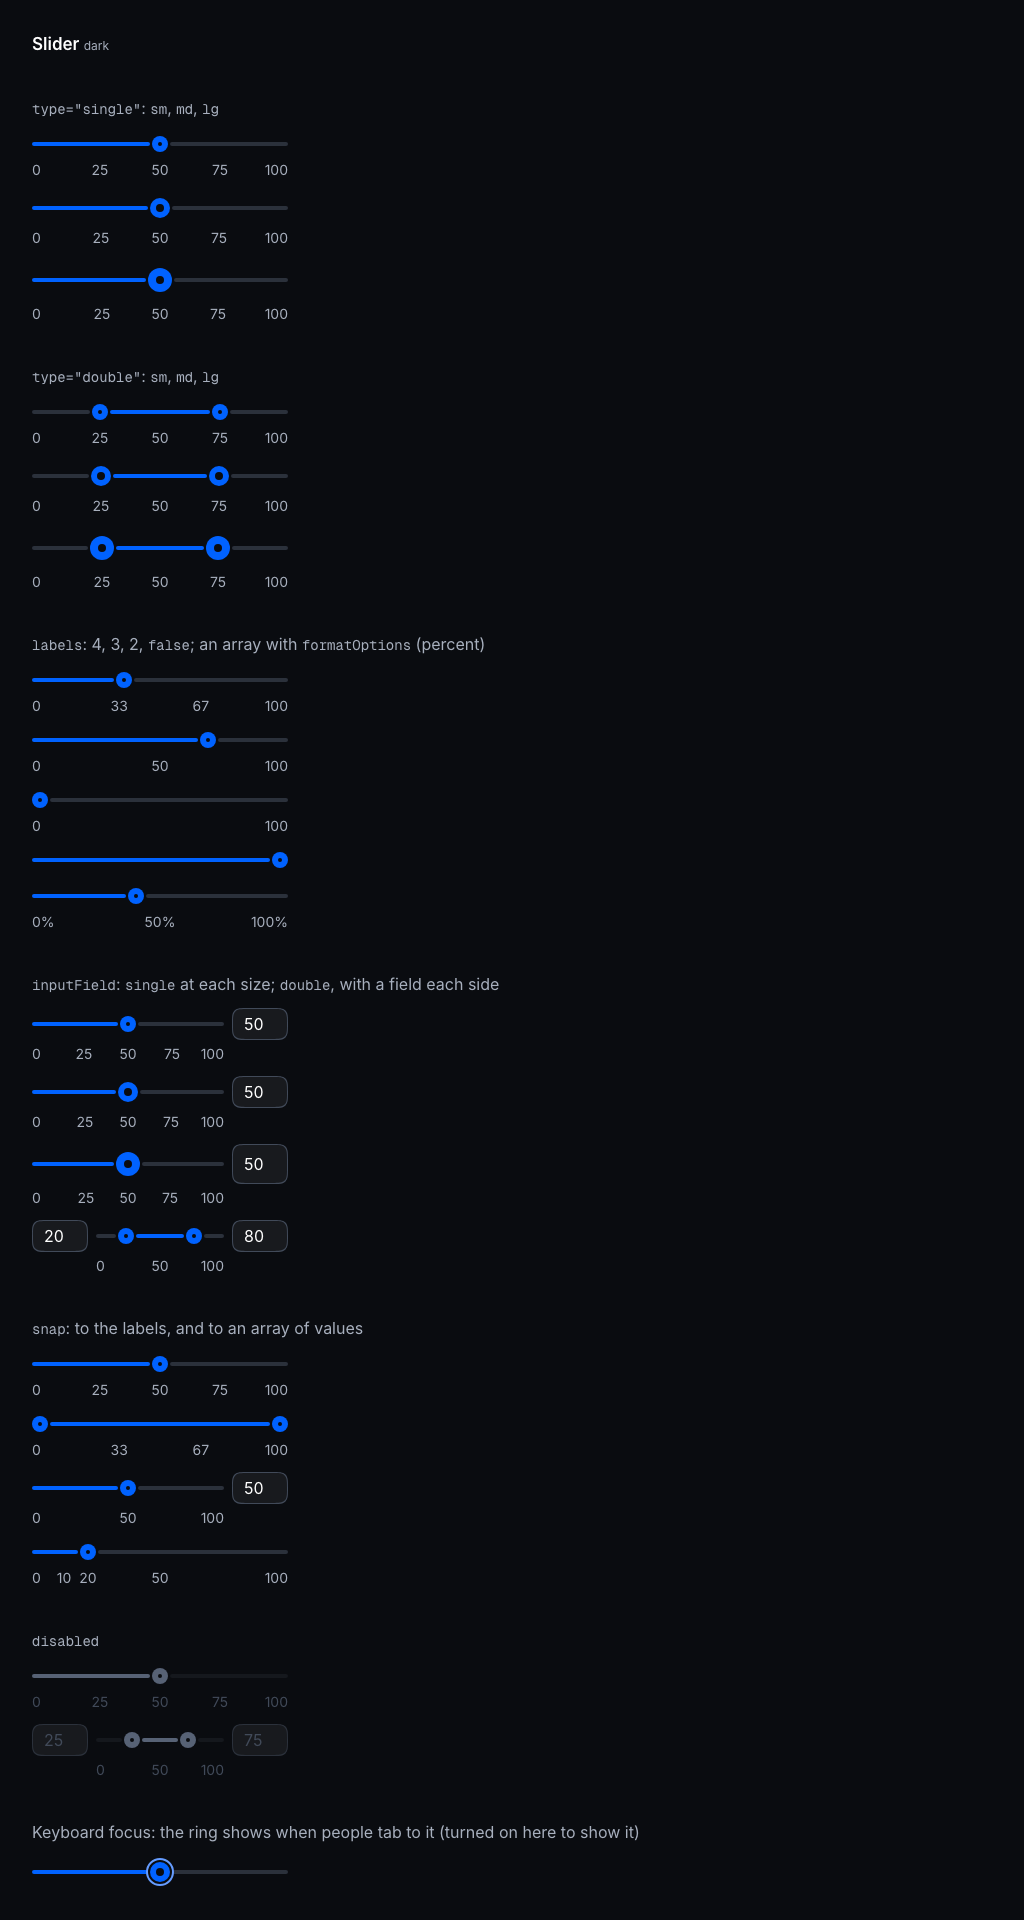 Slider dark
type="single": sm, md, lg
0 25 50 75 100
0 25 50 75 100
0 25 50 75 100
type="double": sm, md, lg
0 25 50 75 100
0 25 50 75 100
0 25 50 75 100
labels: 4, 3, 2, false; an array with formatOptions (percent)
0 33 67 100
0 50 100
0 100
0% 50% 100%
inputField: single at each size; double, with a field each side
50
0 25 50 75 100
50
0 25 50 75 100
50
0 25 50 75 100
20 80
0 50 100
snap: to the labels, and to an array of values
0 25 50 75 100
0 33 67 100
50
0 50 100
0 10 20 50 100
disabled
0 25 50 75 100
25 75
0 50 100
Keyboard focus: the ring shows when people tab to it (turned on here to show it)